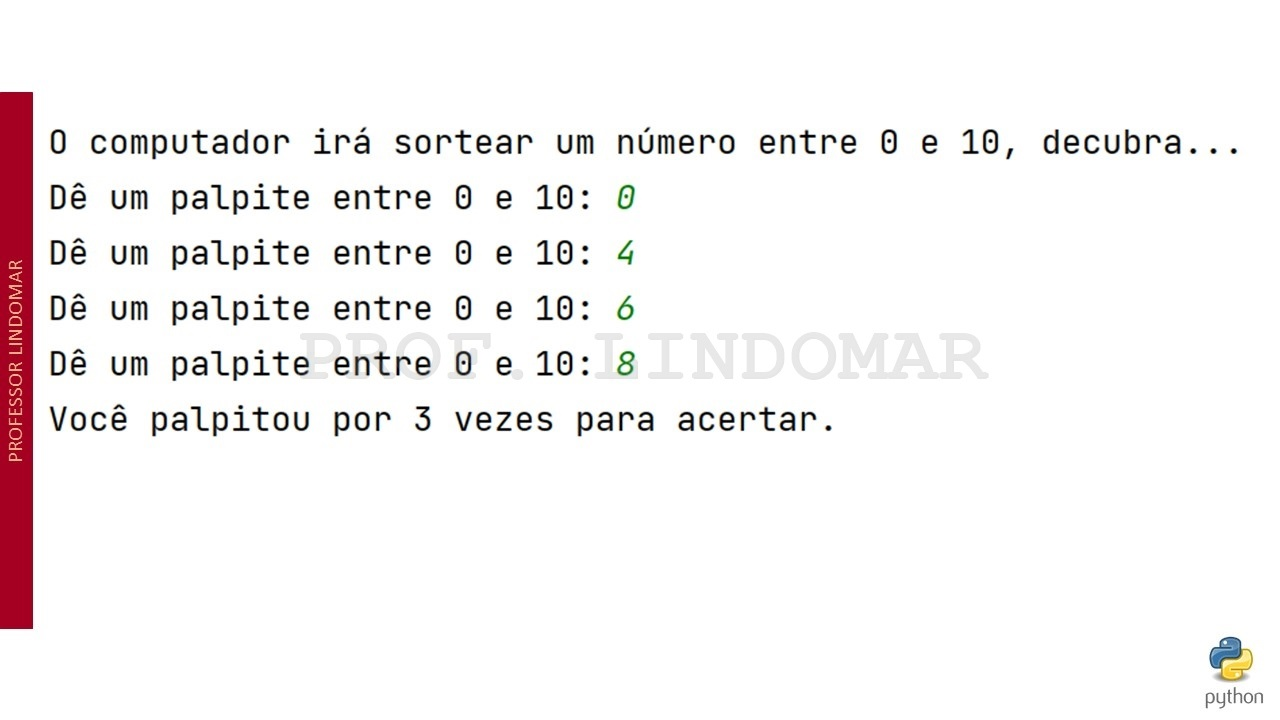 O computador irá sortear um número entre 0 e 10, decubra...
Dê um palpite entre 0 e 10: 0
Dê um palpite entre 0 e 10: 4
Dê um palpite entre 0 e 10: 6
Dê um palpite entre 0 e 10: 8
Você palpitou por 3 vezes para acertar.
PROF. LINDOMAR
PROFESSOR LINDOMAR
python